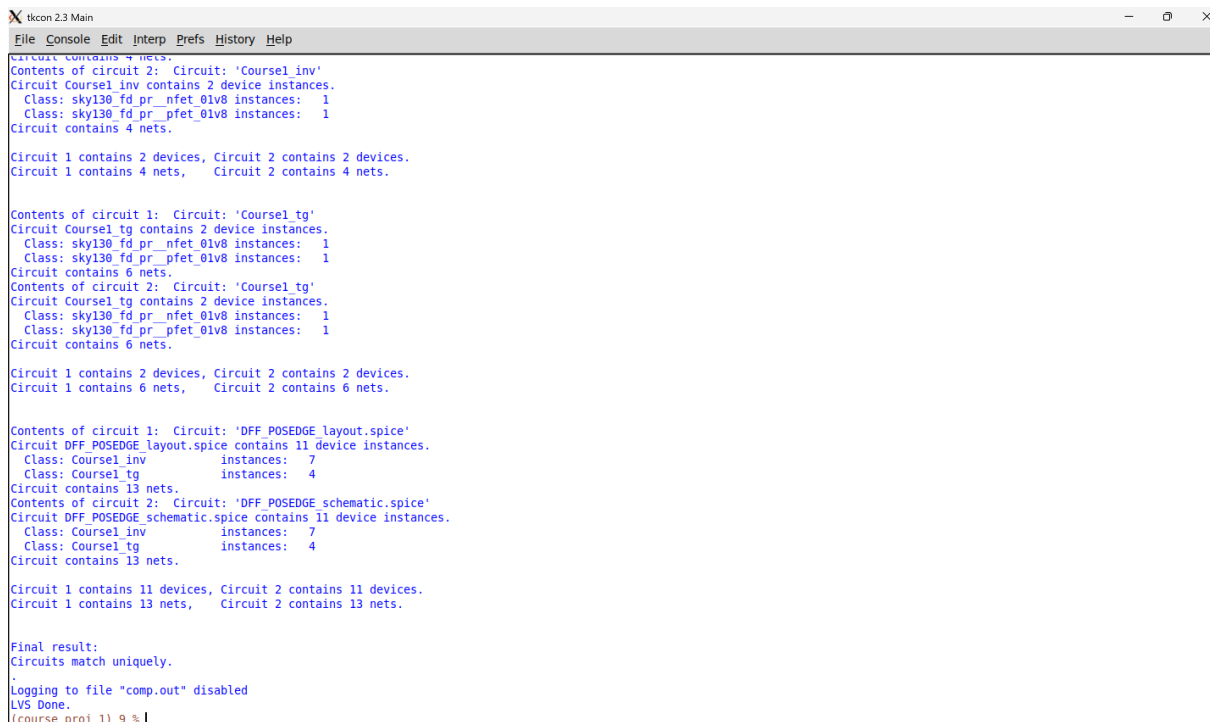 tkcon 2.3 Main
File Console Edit Interp Prefs History Help
Circuit contains 4 nets.
Contents of circuit 2:  Circuit: 'Course1_inv'
Circuit Course1_inv contains 2 device instances.
  Class: sky130_fd_pr__nfet_01v8 instances:   1
  Class: sky130_fd_pr__pfet_01v8 instances:   1
Circuit contains 4 nets.
Circuit 1 contains 2 devices, Circuit 2 contains 2 devices.
Circuit 1 contains 4 nets,    Circuit 2 contains 4 nets.
Contents of circuit 1:  Circuit: 'Course1_tg'
Circuit Course1_tg contains 2 device instances.
  Class: sky130_fd_pr__nfet_01v8 instances:   1
  Class: sky130_fd_pr__pfet_01v8 instances:   1
Circuit contains 6 nets.
Contents of circuit 2:  Circuit: 'Course1_tg'
Circuit Course1_tg contains 2 device instances.
  Class: sky130_fd_pr__nfet_01v8 instances:   1
  Class: sky130_fd_pr__pfet_01v8 instances:   1
Circuit contains 6 nets.
Circuit 1 contains 2 devices, Circuit 2 contains 2 devices.
Circuit 1 contains 6 nets,    Circuit 2 contains 6 nets.
Contents of circuit 1:  Circuit: 'DFF_POSEDGE_layout.spice'
Circuit DFF_POSEDGE_layout.spice contains 11 device instances.
  Class: Course1_inv            instances:   7
  Class: Course1_tg             instances:   4
Circuit contains 13 nets.
Contents of circuit 2:  Circuit: 'DFF_POSEDGE_schematic.spice'
Circuit DFF_POSEDGE_schematic.spice contains 11 device instances.
  Class: Course1_inv            instances:   7
  Class: Course1_tg             instances:   4
Circuit contains 13 nets.
Circuit 1 contains 11 devices, Circuit 2 contains 11 devices.
Circuit 1 contains 13 nets,    Circuit 2 contains 13 nets.
Final result:
Circuits match uniquely.
.
Logging to file "comp.out" disabled
LVS Done.
(course_proj_1) 9 %